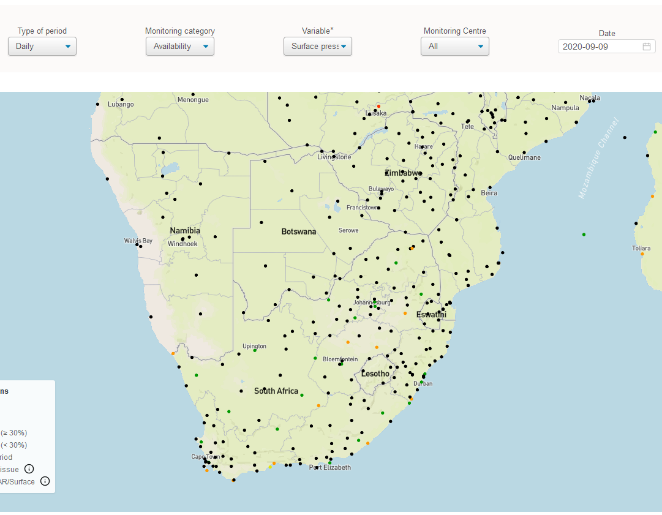 Type of period
Monitoring category
Variable*
Monitoring Centre
Date
Daily
Availability
Surface press
All
2020-09-09
Lubango
Menongue
Lusaka
Tete
Nacala
Nampula
Mozambique Channel
Harare
Livingstone
Quelimane
Zimbabwe
Bulawayo
Beira
Francistown
Namibia
Botswana
Serowe
Walvis Bay
Windhoek
Toliara
Johannesburg
Eswatini
Upington
Bloemfontein
Lesotho
Durban
ns
South Africa
(≥ 30%)
(< 30%)
riod
issue
AR/Surface
Cape Town
Port Elizabeth